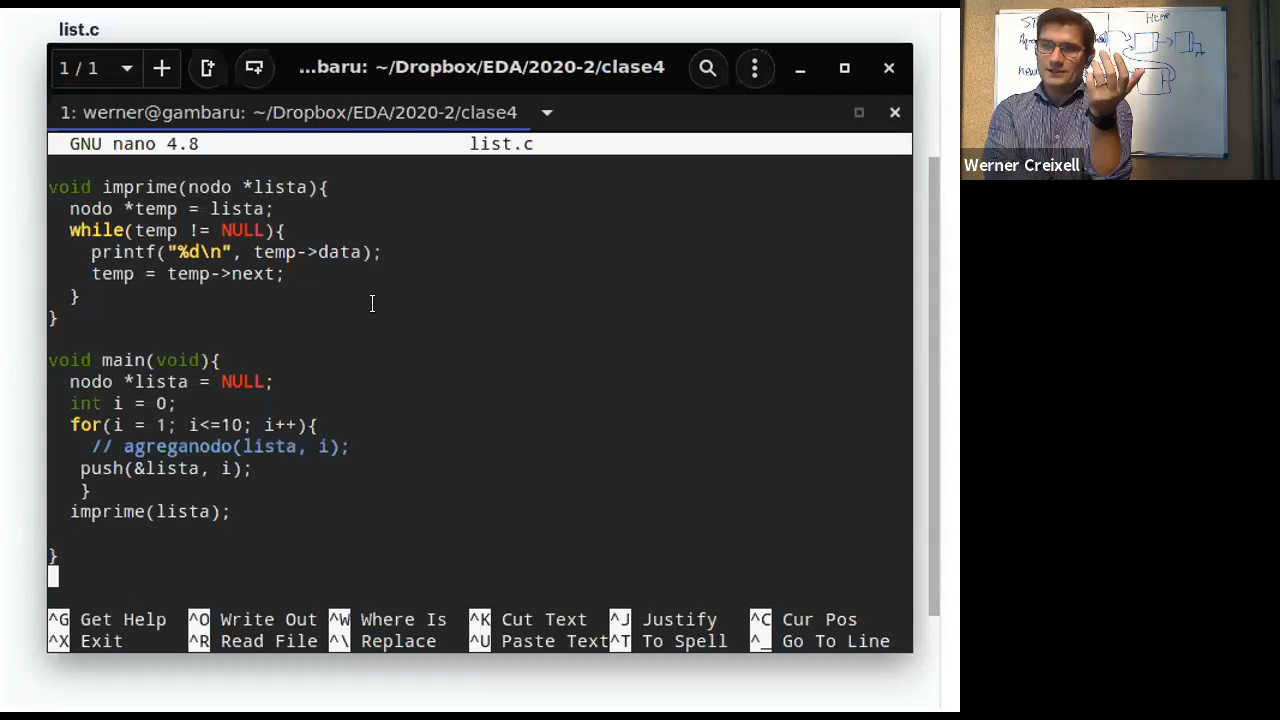 list.c
1 / 1
...baru: ~/Dropbox/EDA/2020-2/clase4
1: werner@gambaru: ~/Dropbox/EDA/2020-2/clase4
GNU nano 4.8 list.c
void imprime(nodo *lista){
nodo *temp = lista;
while(temp != NULL){
printf("%d\n", temp->data);
temp = temp->next;
}
}
void main(void){
nodo *lista = NULL;
int i = 0;
for(i = 1; i<=10; i++){
// agreganodo(lista, i);
push(&lista, i);
}
imprime(lista);
}
^G Get Help ^O Write Out ^W Where Is ^K Cut Text ^J Justify ^C Cur Pos
^X Exit ^R Read File ^\ Replace ^U Paste Text^T To Spell ^_ Go To Line
HEAP
Werner Creixell